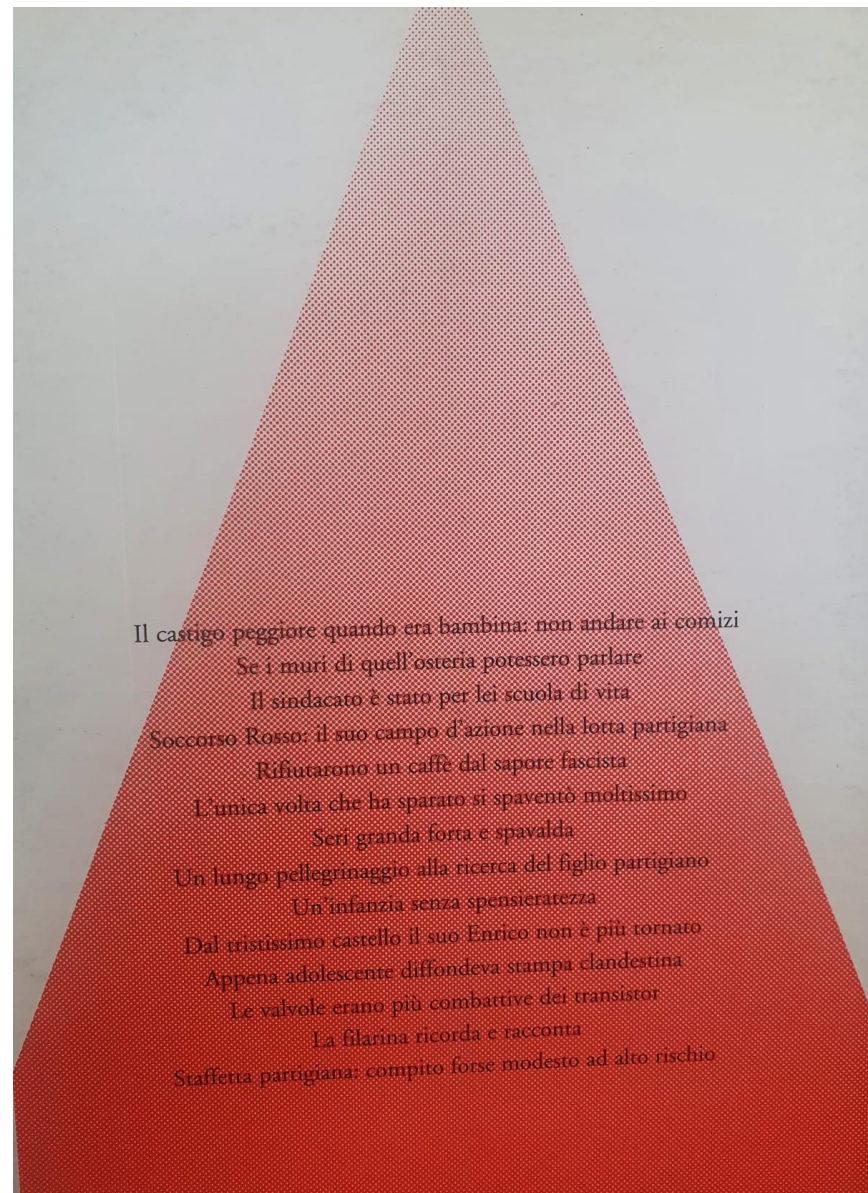 Il castigo peggiore quando era bambina: non andare ai comizi
Se i muri di quell'osteria potessero parlare
Il sindacato è stato per lei scuola di vita
Soccorso Rosso: il suo campo d'azione nella lotta partigiana
Rifiutarono un caffè dal sapore fascista
L'unica volta che ha sparato si spaventò moltissimo
Seri granda forta e spavalda
Un lungo pellegrinaggio alla ricerca del figlio partigiano
Un'infanzia senza spensieratezza
Dal tristissimo castello il suo Enrico non è più tornato
Appena adolescente diffondeva stampa clandestina
Le valvole erano più combattive dei transistor
La filarina ricorda e racconta
Staffetta partigiana: compito forse modesto ad alto rischio